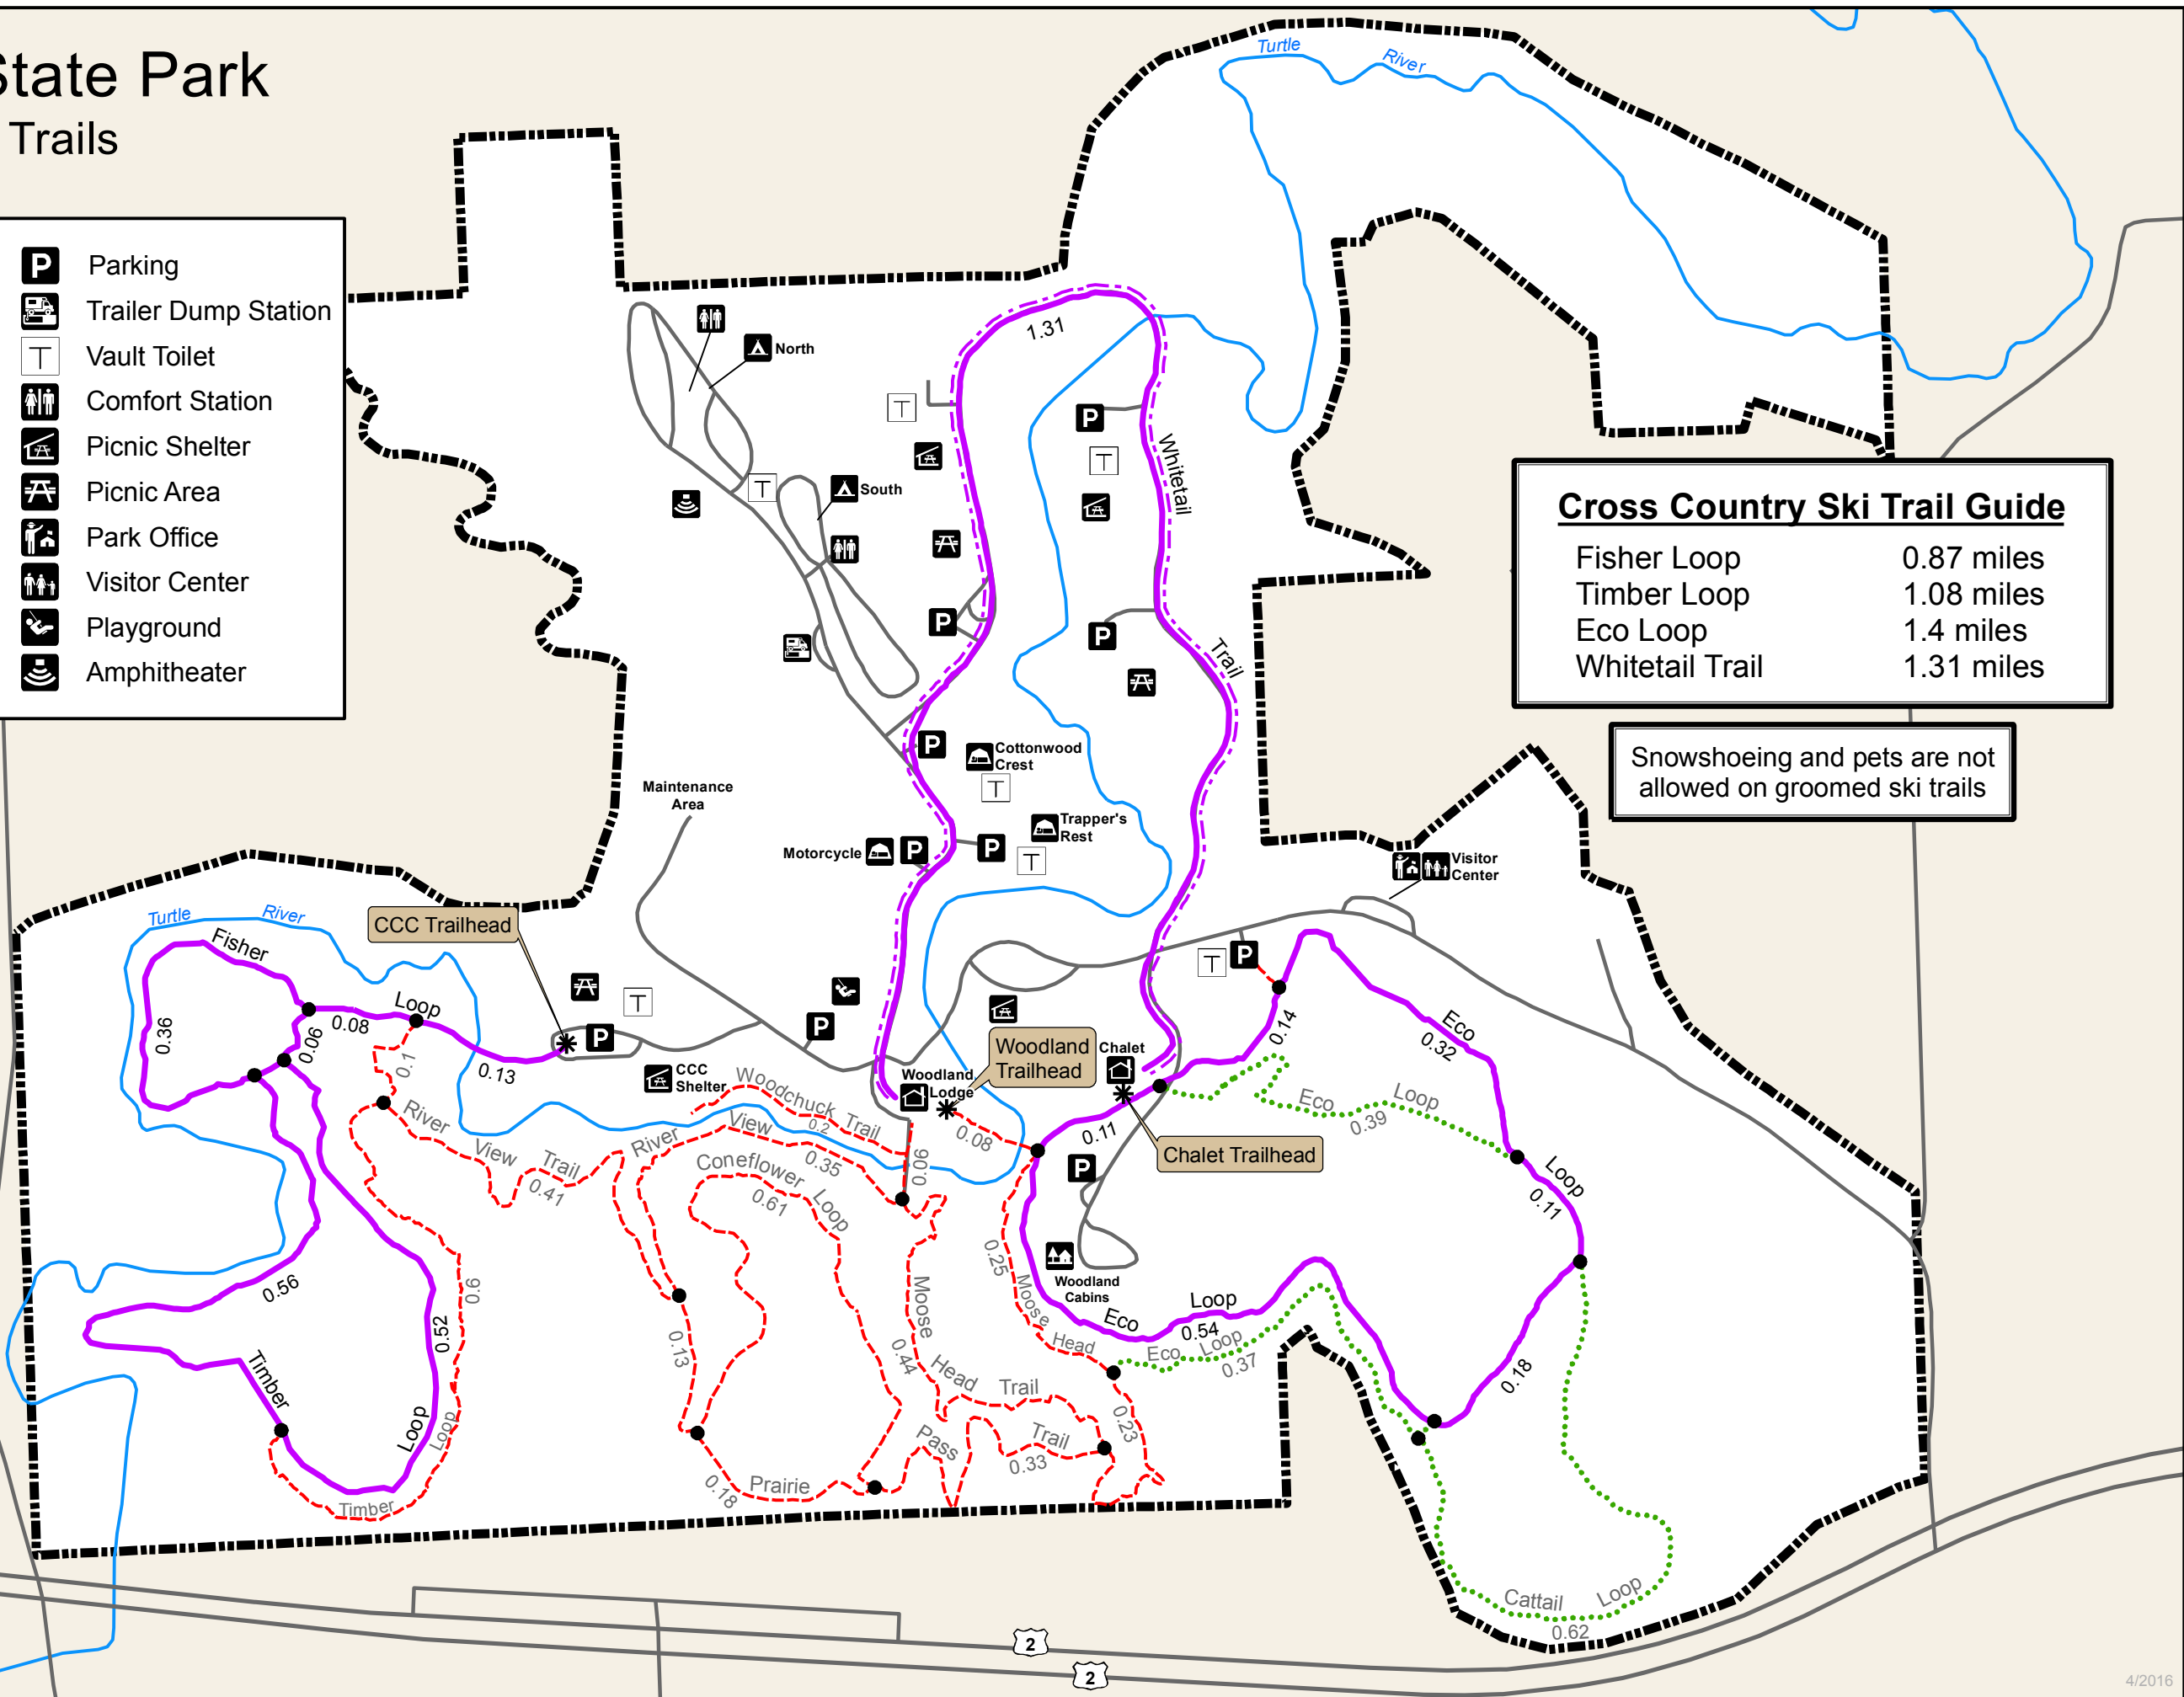 State Park
Trails
P Parking
Trailer Dump Station
T Vault Toilet
Comfort Station
Picnic Shelter
Picnic Area
Park Office
Visitor Center
Playground
Amphitheater
Turtle River
1.31
North
T
P
T
Whitetail
T
South
P
P
Trail
Cross Country Ski Trail Guide
Fisher Loop 0.87 miles
Timber Loop 1.08 miles
Eco Loop 1.4 miles
Whitetail Trail 1.31 miles
Snowshoeing and pets are not
allowed on groomed ski trails
P
Cottonwood
Crest
T
Maintenance
Area
Trapper's
Rest
Motorcycle P
P
T
Visitor
Center
CCC Trailhead
Turtle River
Fisher
Loop
0.36
0.06
0.08
0.1
0.13
T
P
P
CCC
Shelter
T P
Woodland
Trailhead
Chalet
Woodland
Lodge
0.08
0.11
Chalet Trailhead
P
0.14
Eco
0.32
Eco Loop
0.39
Loop
0.11
Woodchuck Trail
0.2
River View Trail
0.41
River View
0.35
0.06
Coneflower Loop
0.61
0.56
0.52
0.6
Timber
Loop
Timber
Loop
0.13
0.18
Prairie
Pass
Trail
0.33
Moose
Head
Trail
0.44
0.25
Moose
Head
0.23
Woodland
Cabins
Eco
Loop
0.54
Eco Loop
0.37
0.18
Cattail Loop
0.62
2
2
4/2016